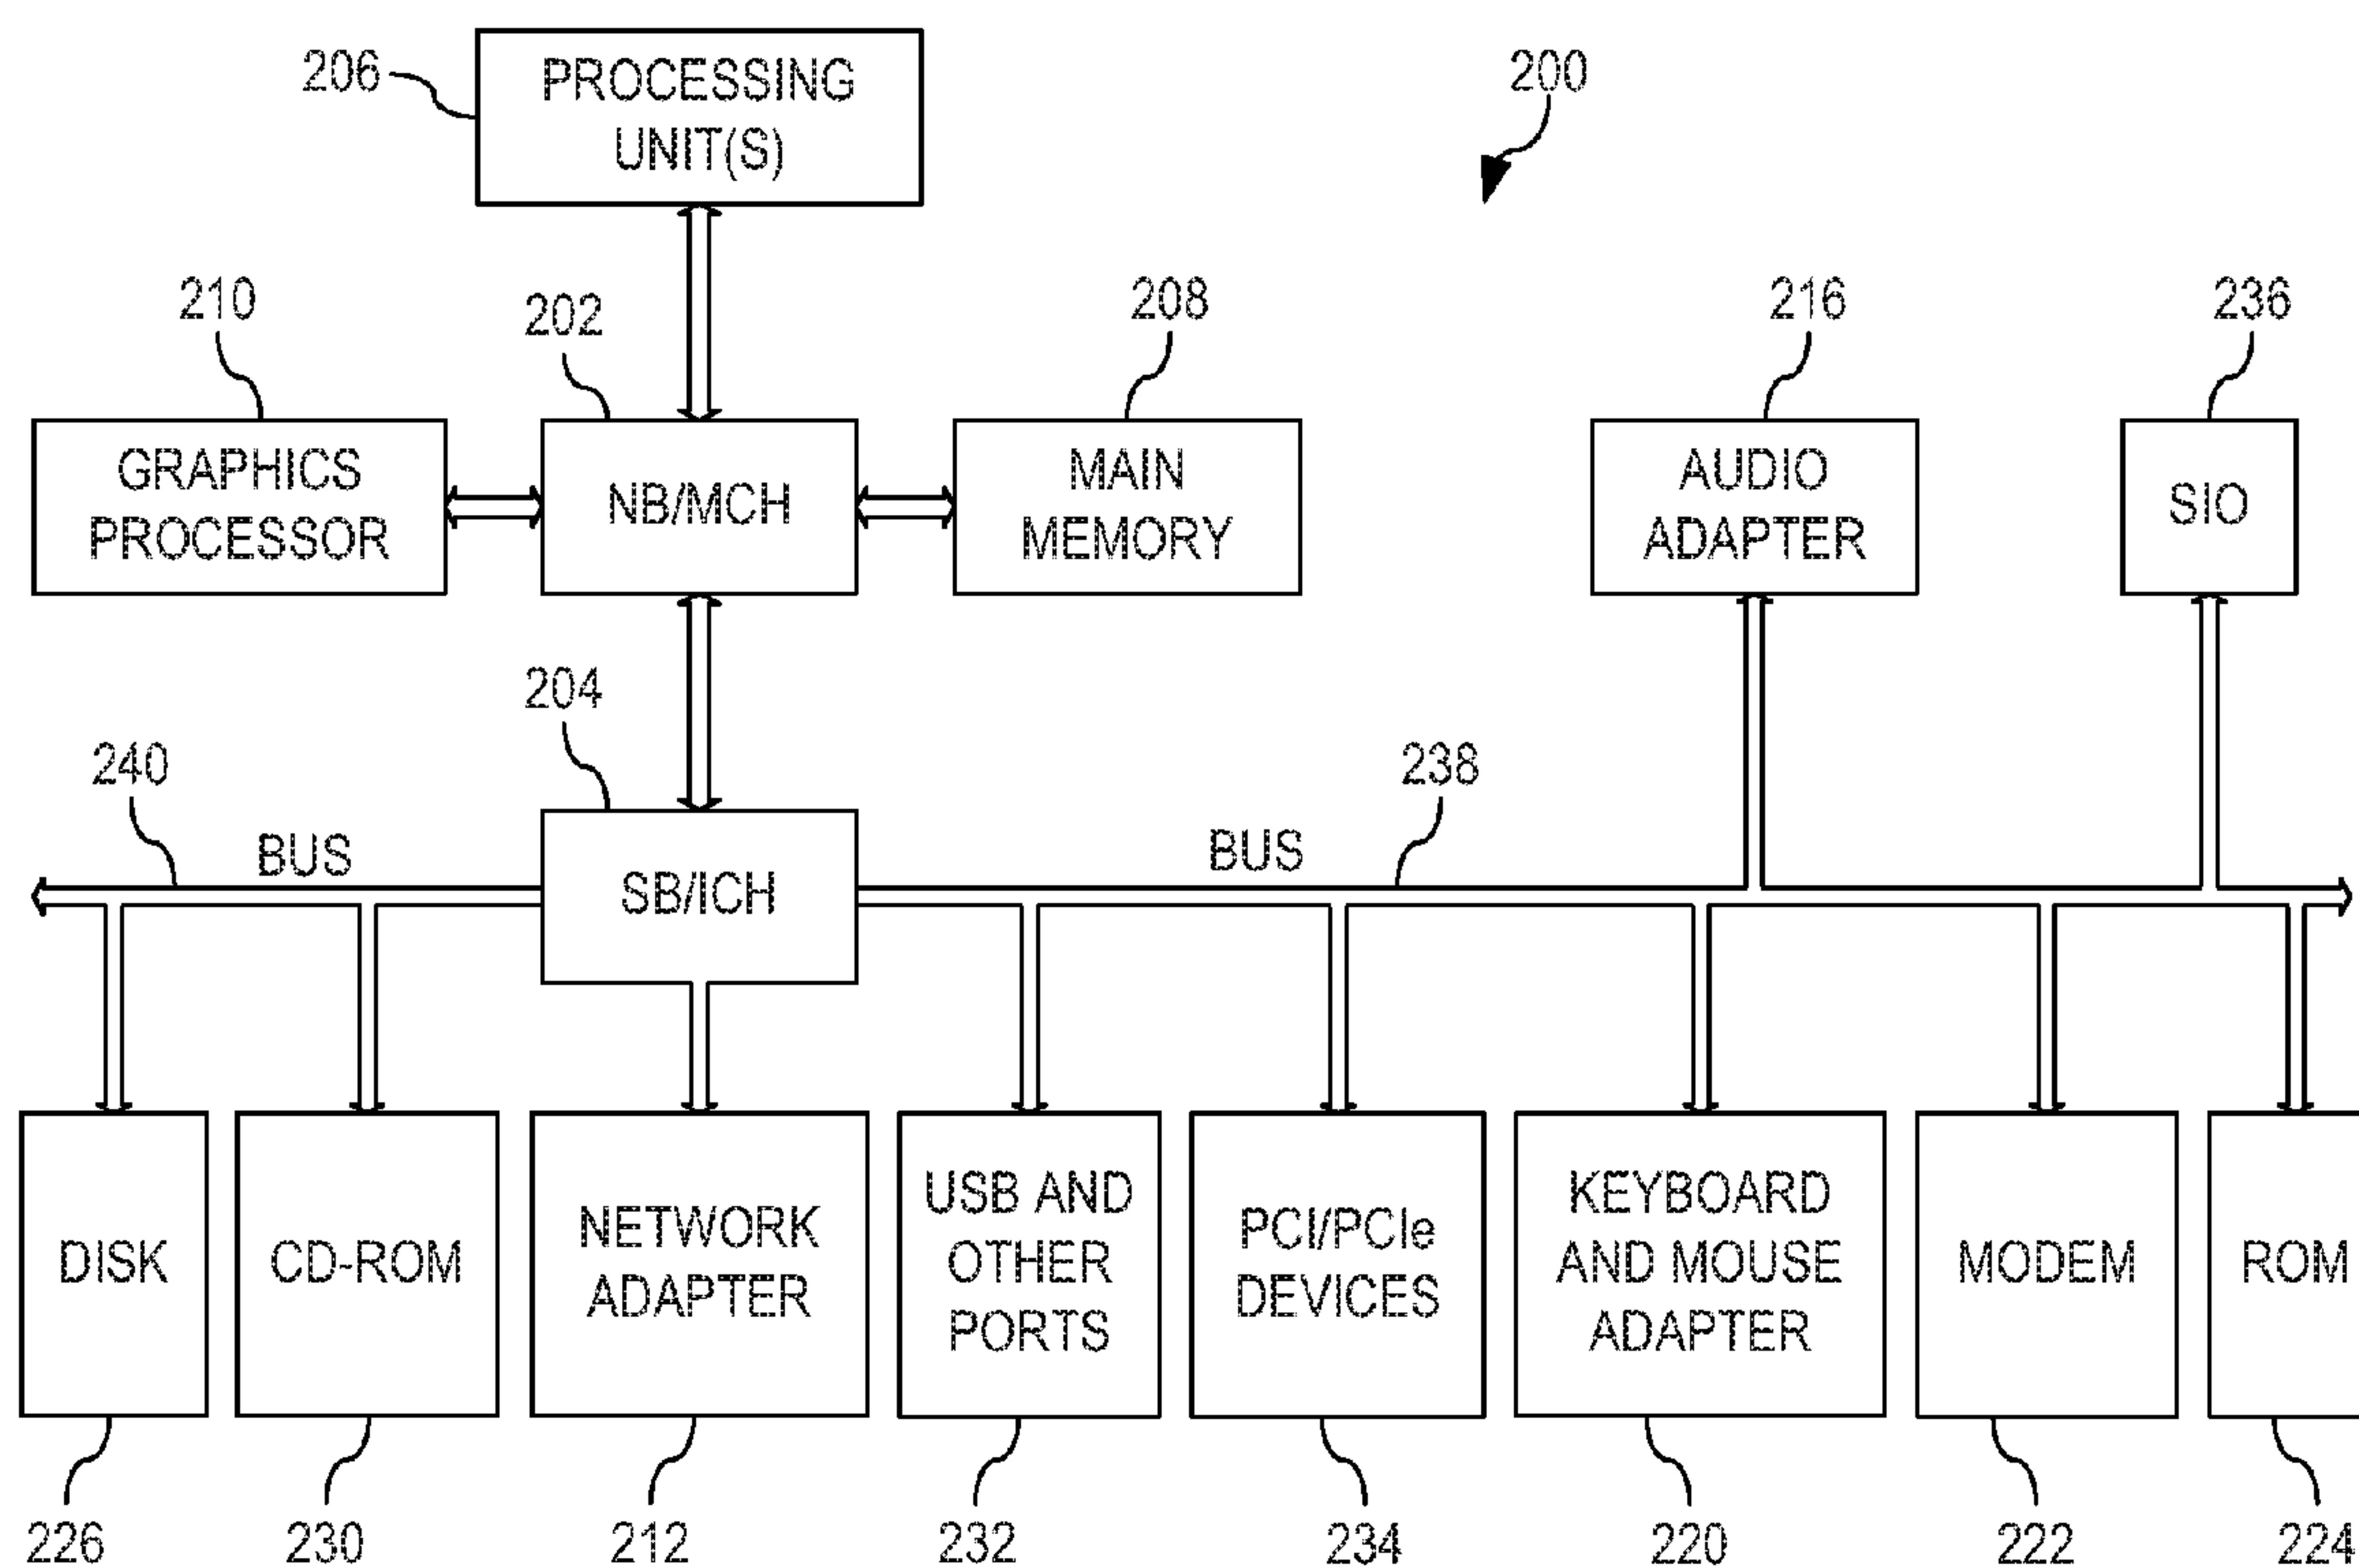 206
PROCESSING
UNIT(S)
200
210
202
208
216
236
GRAPHICS
PROCESSOR
NB/MCH
MAIN
MEMORY
AUDIO
ADAPTER
SIO
204
240
238
BUS
BUS
SB/ICH
DISK
CD-ROM
NETWORK
ADAPTER
USB AND
OTHER
PORTS
PCI/PCIe
DEVICES
KEYBOARD
AND MOUSE
ADAPTER
MODEM
ROM
226
230
212
232
234
220
222
224